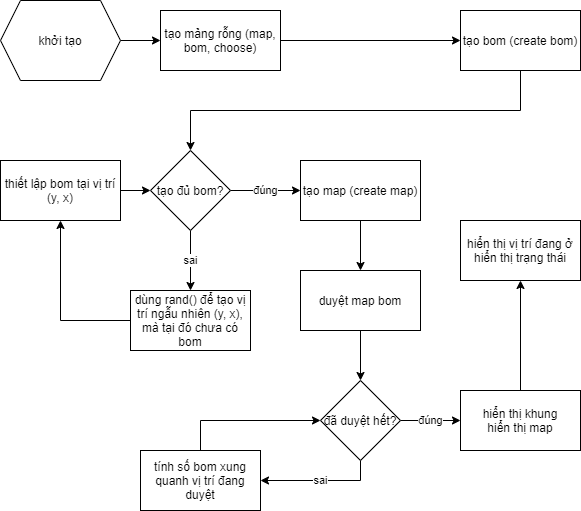 khởi tạo
tạo mảng rỗng (map,
bom, choose)
tạo bom (create bom)
thiết lập bom tại vị trí
(y, x)
tạo đủ bom?
đúng
tạo map (create map)
hiển thị vị trí đang ở
hiển thị trạng thái
sai
dùng rand() để tạo vị
trí ngẫu nhiên (y, x),
mà tại đó chưa có
bom
duyệt map bom
đã duyệt hết?
đúng
hiển thị khung
hiển thị map
tính số bom xung
quanh vị trí đang
duyệt
sai